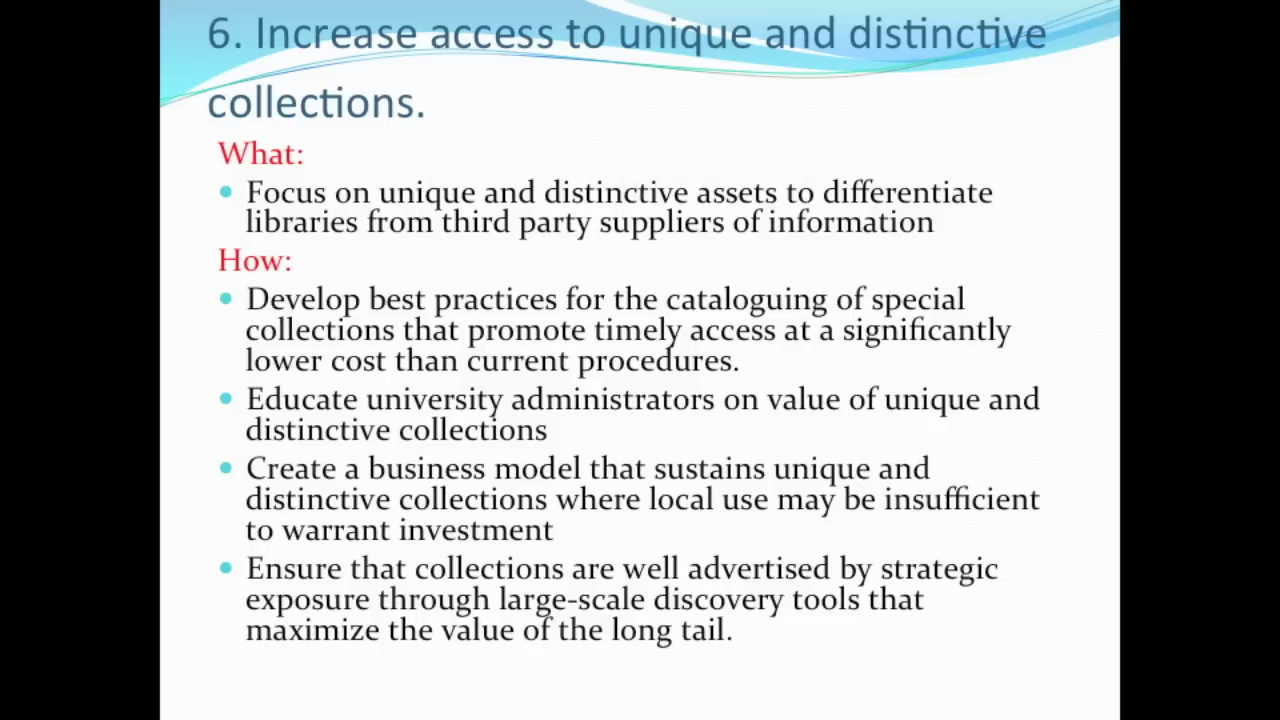 6. Increase access to unique and distinctive
collections.
What:
• Focus on unique and distinctive assets to differentiate
libraries from third party suppliers of information
How:
• Develop best practices for the cataloguing of special
collections that promote timely access at a significantly
lower cost than current procedures.
• Educate university administrators on value of unique and
distinctive collections
• Create a business model that sustains unique and
distinctive collections where local use may be insufficient
to warrant investment
• Ensure that collections are well advertised by strategic
exposure through large-scale discovery tools that
maximize the value of the long tail.